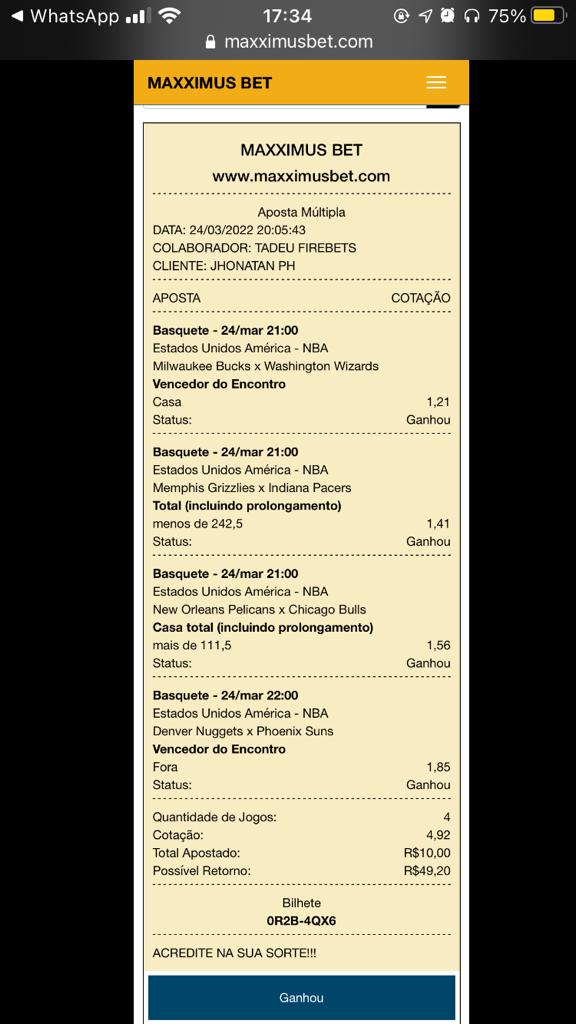 WhatsApp 17:34 75%
maxximusbet.com
MAXXIMUS BET
MAXXIMUS BET
www.maxximusbet.com
Aposta Múltipla
DATA: 24/03/2022 20:05:43
COLABORADOR: TADEU FIREBETS
CLIENTE: JHONATAN PH
APOSTA COTAÇÃO
Basquete - 24/mar 21:00
Estados Unidos América - NBA
Milwaukee Bucks x Washington Wizards
Vencedor do Encontro
Casa 1,21
Status: Ganhou
Basquete - 24/mar 21:00
Estados Unidos América - NBA
Memphis Grizzlies x Indiana Pacers
Total (incluindo prolongamento)
menos de 242,5 1,41
Status: Ganhou
Basquete - 24/mar 21:00
Estados Unidos América - NBA
New Orleans Pelicans x Chicago Bulls
Casa total (incluindo prolongamento)
mais de 111,5 1,56
Status: Ganhou
Basquete - 24/mar 22:00
Estados Unidos América - NBA
Denver Nuggets x Phoenix Suns
Vencedor do Encontro
Fora 1,85
Status: Ganhou
Quantidade de Jogos: 4
Cotação: 4,92
Total Apostado: R$10,00
Possível Retorno: R$49,20
Bilhete
0R2B-4QX6
ACREDITE NA SUA SORTE!!!
Ganhou